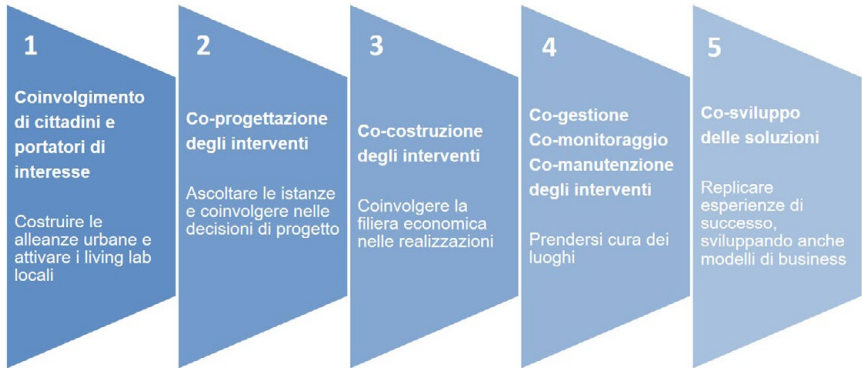 1
Coinvolgimento
di cittadini e
portatori di
interesse
Costruire le
alleanze urbane e
attivare i living lab
locali
2
Co-progettazione
degli interventi
Ascoltare le istanze
e coinvolgere nelle
decisioni di progetto
3
Co-costruzione
degli interventi
Coinvolgere la
filiera economica
nelle realizzazioni
4
Co-gestione
Co-monitoraggio
Co-manutenzione
degli interventi
Prendersi cura dei
luoghi
5
Co-sviluppo
delle soluzioni
Replicare
esperienze di
successo,
sviluppando anche
modelli di business